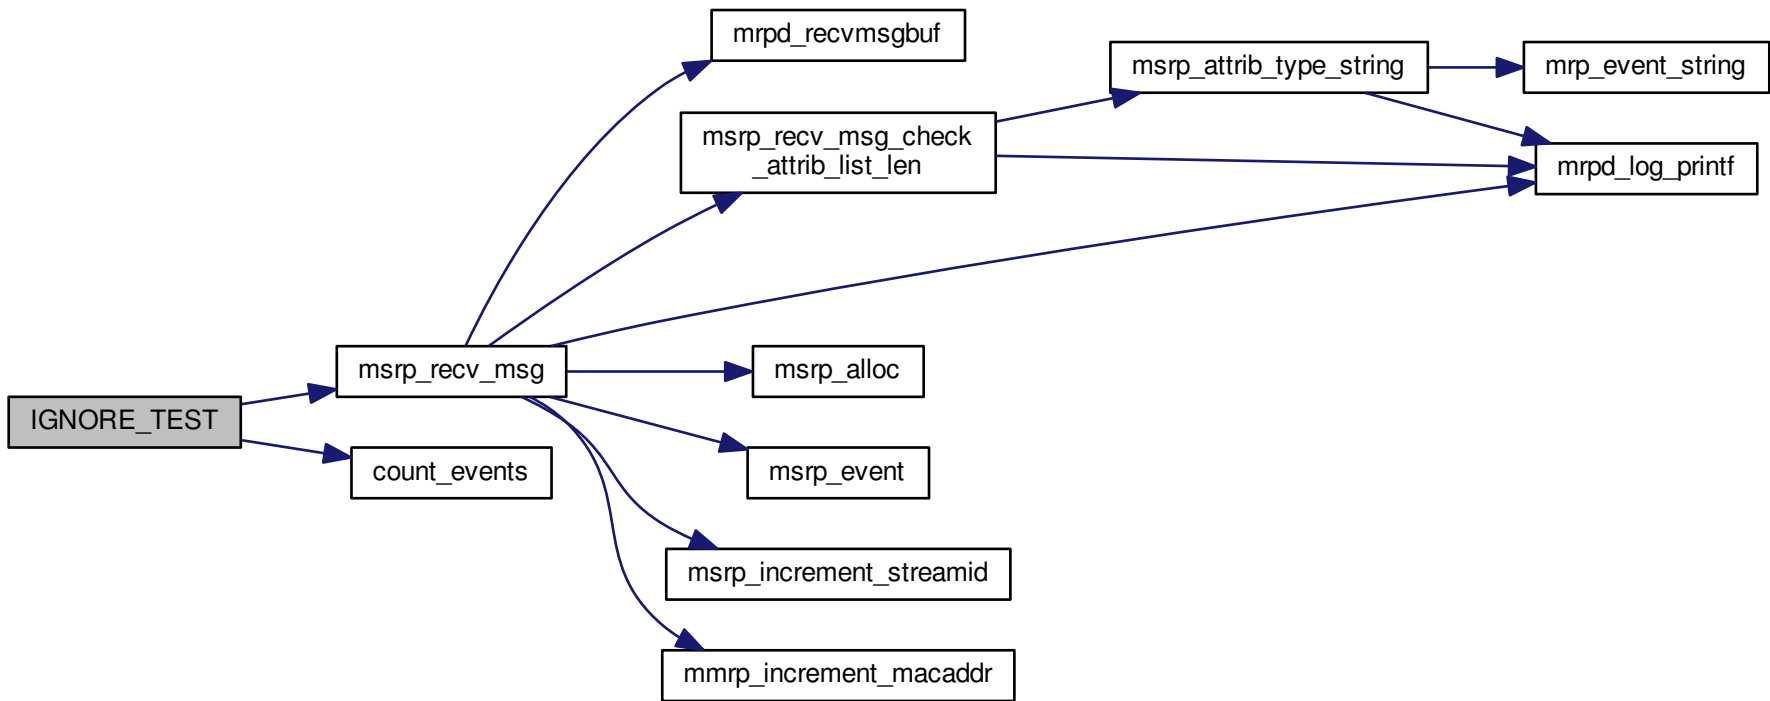 mrpd_recvmsgbuf
msrp_attrib_type_string
mrp_event_string
msrp_recv_msg_check
_attrib_list_len
mrpd_log_printf
msrp_recv_msg
msrp_alloc
IGNORE_TEST
count_events
msrp_event
msrp_increment_streamid
mmrp_increment_macaddr